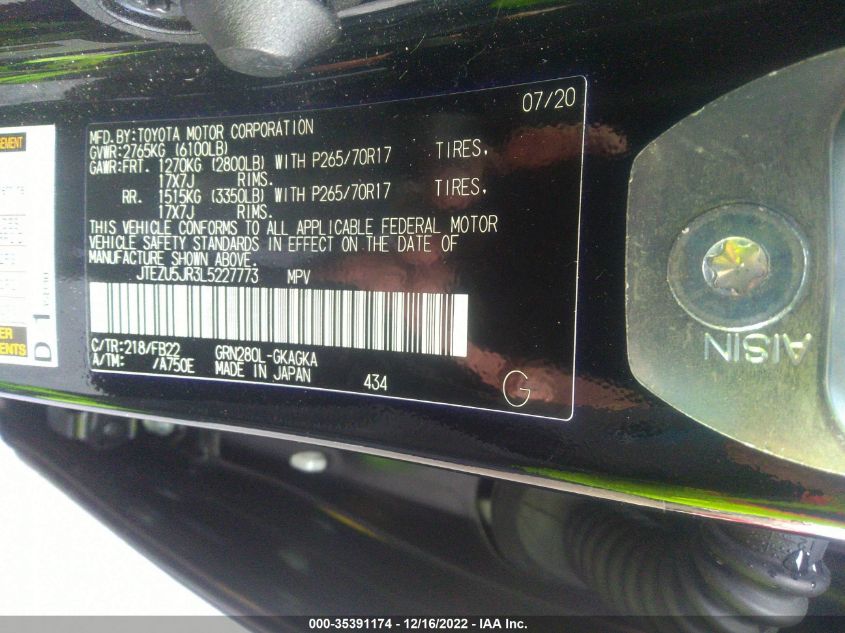 07/20
MFD.BY:TOYOTA MOTOR CORPORATION
GVWR:2765KG (6100LB)
GAWR:FRT. 1270KG (2800LB) WITH P265/70R17 TIRES,
17X7J RIMS.
RR. 1515KG (3350LB) WITH P265/70R17 TIRES,
17X7J RIMS.
THIS VEHICLE CONFORMS TO ALL APPLICABLE FEDERAL MOTOR
VEHICLE SAFETY STANDARDS IN EFFECT ON THE DATE OF
MANUFACTURE SHOWN ABOVE.
JTEZU5JR3L5227773 MPV
C/TR:218/FB22 GRN280L-GKAGKA
A/TM: /A750E MADE IN JAPAN 434
G
AISIN
D1
000-35391174 - 12/16/2022 - IAA Inc.